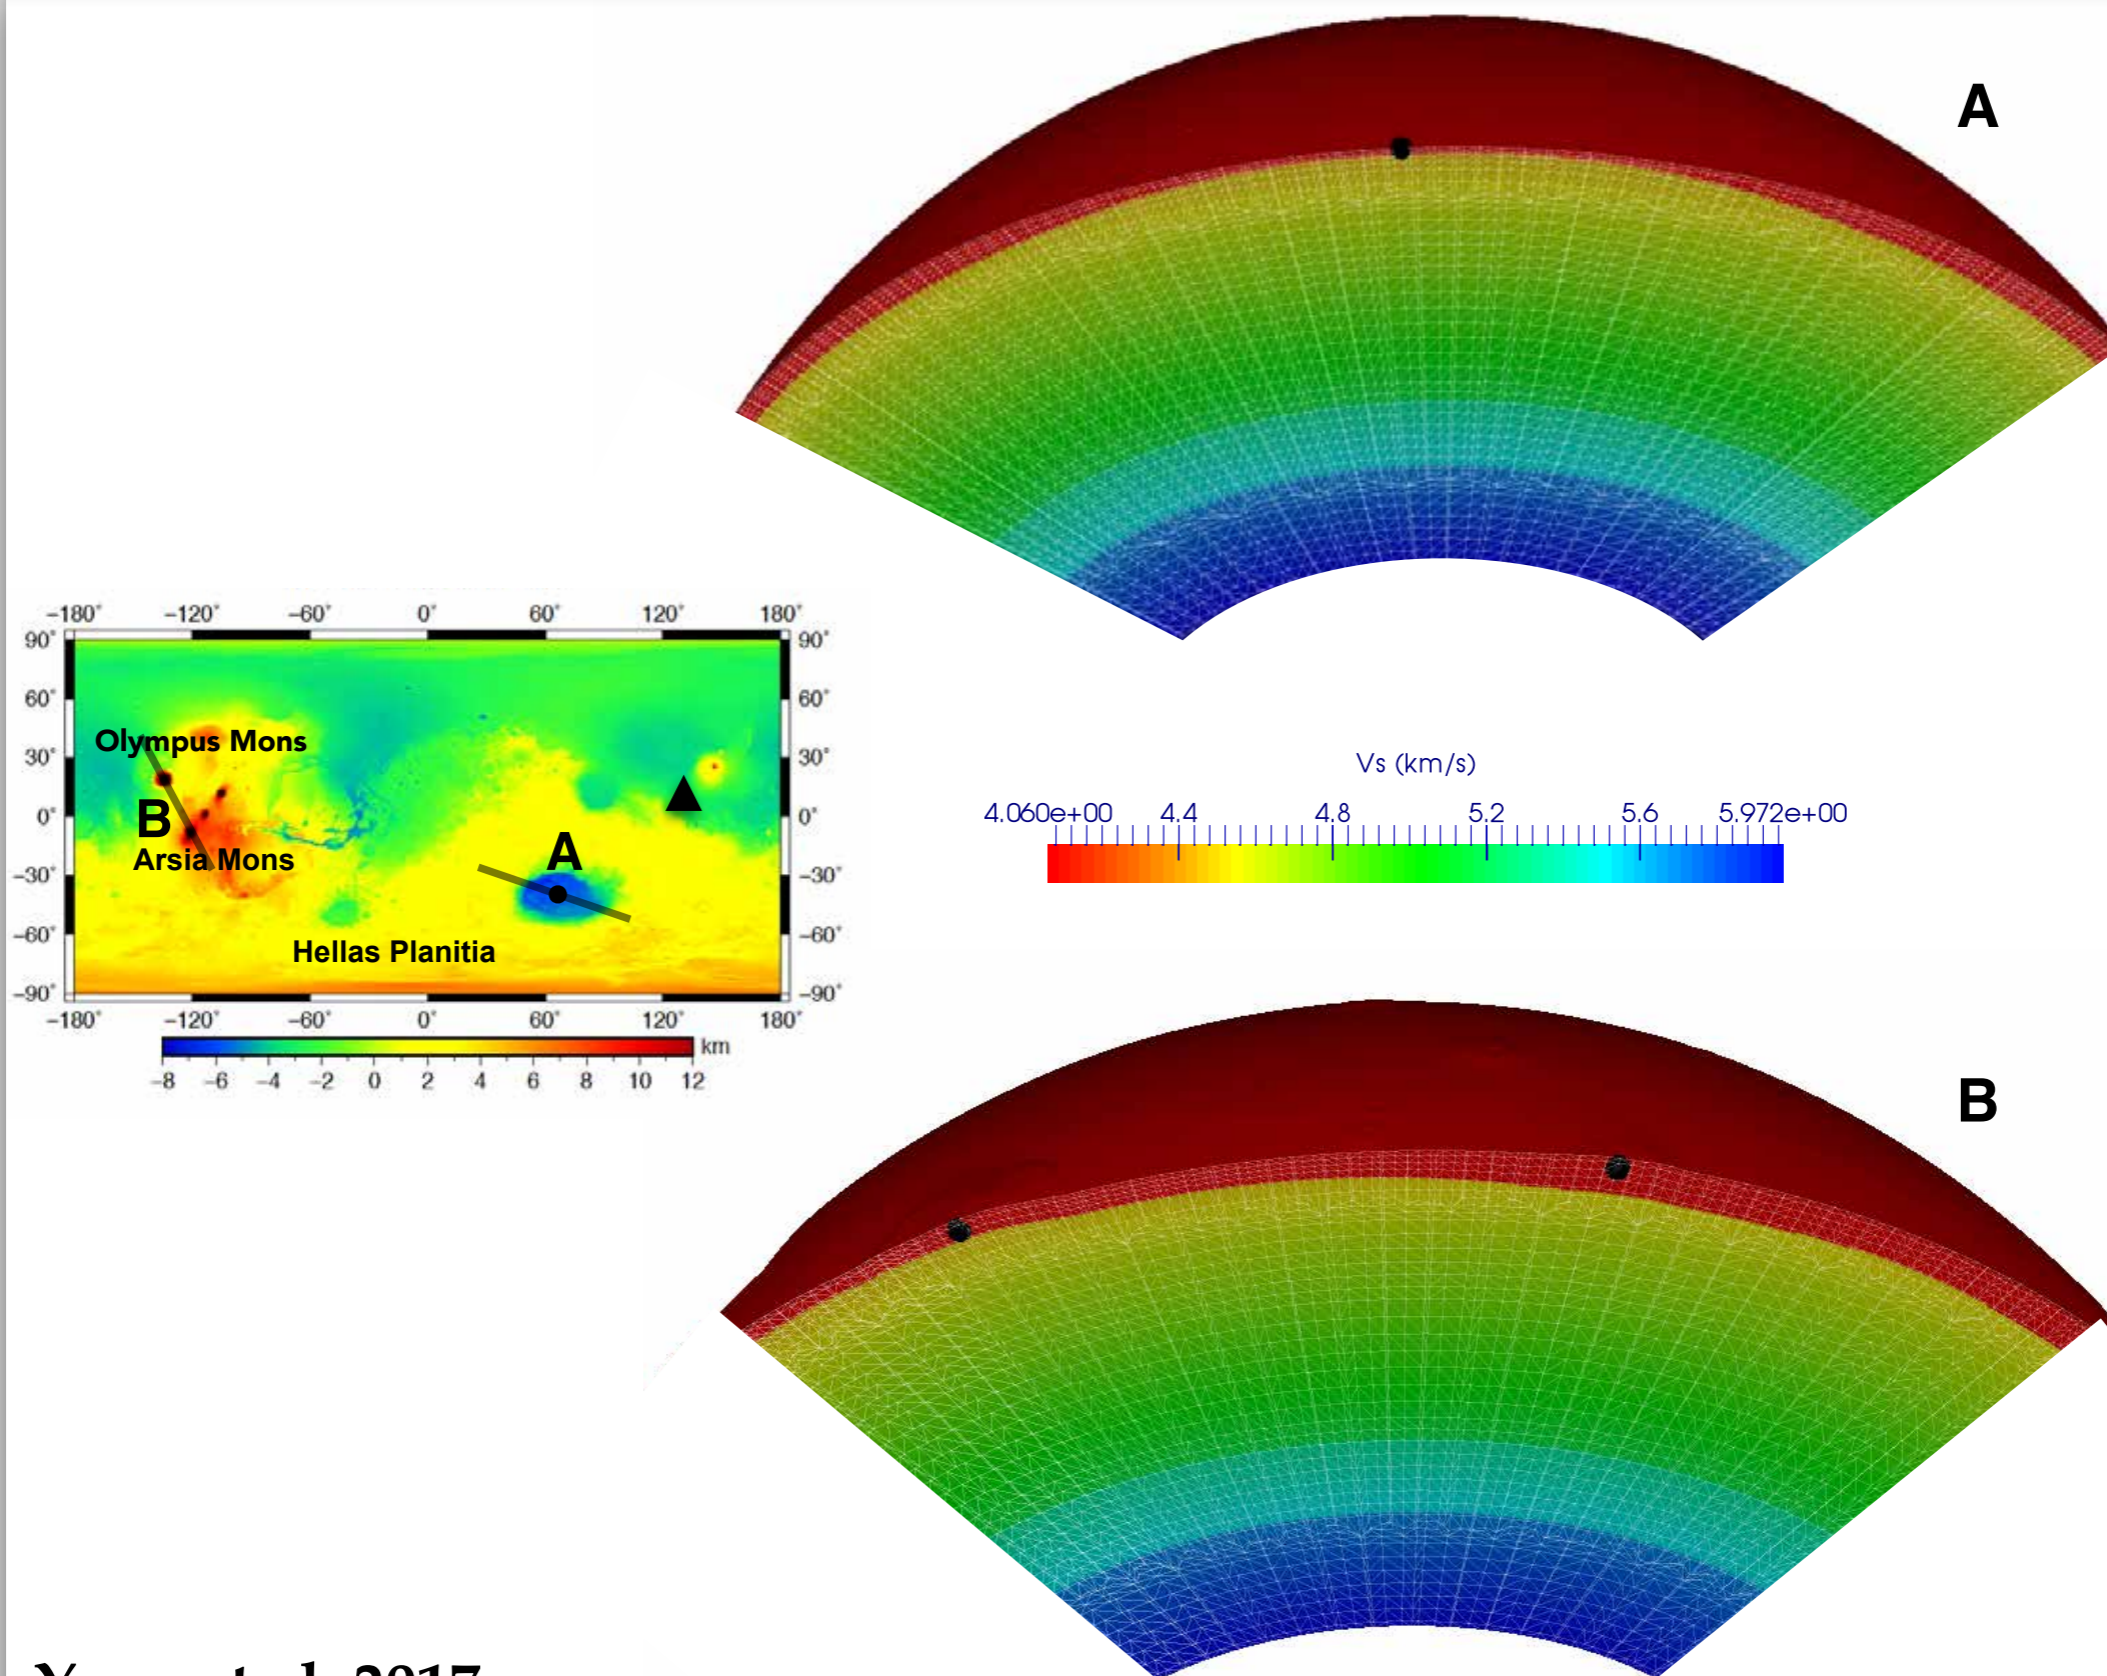 A
−180° −120° −60° 0° 60° 120° 180°
90° 90°
60° 60°
Olympus Mons
30° 30°
B
0° 0°
A
Arsia Mons
−30° −30°
−60° −60°
Hellas Planitia
−90° −90°
−180° −120° −60° 0° 60° 120° 180°
km
−8 −6 −4 −2 0 2 4 6 8 10 12
Vs (km/s)
4.060e+00 4.4 4.8 5.2 5.6 5.972e+00
B
2017